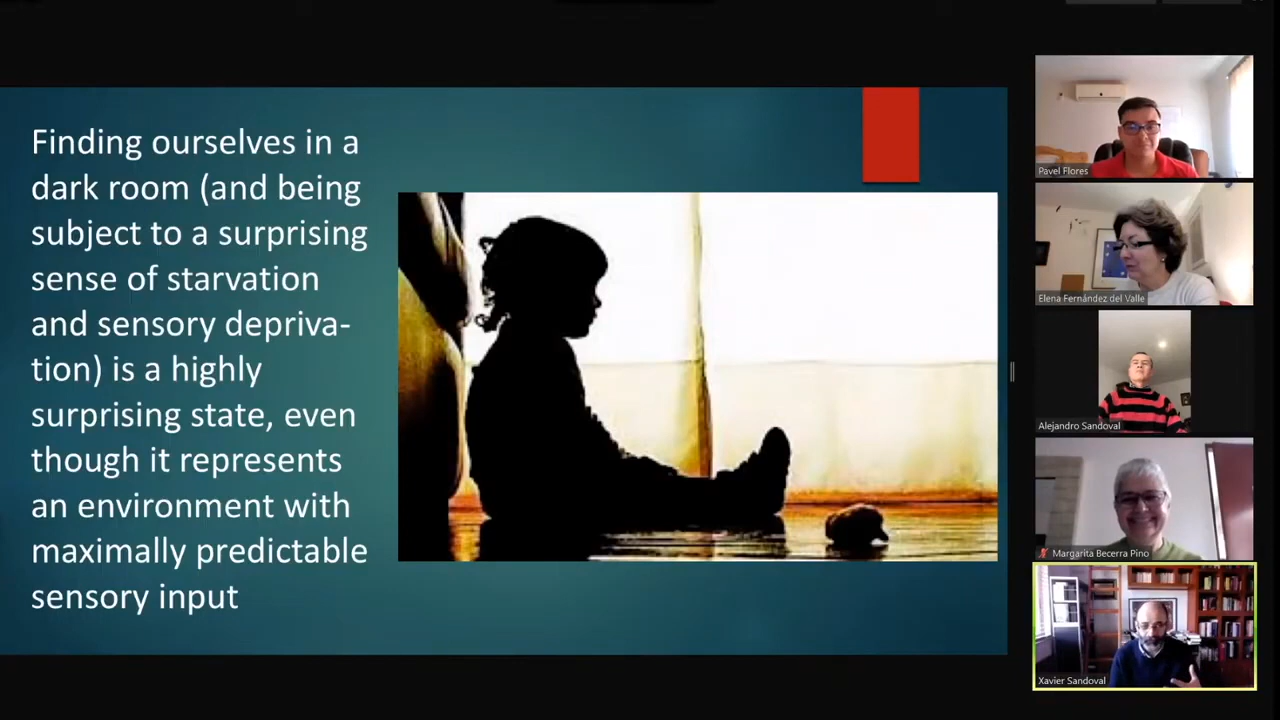 Finding ourselves in a
dark room (and being
subject to a surprising
sense of starvation
and sensory depriva-
tion) is a highly
surprising state, even
though it represents
an environment with
maximally predictable
sensory input
Pavel Flores
Elena Fernández del Valle
Alejandro Sandoval
Margarita Becerra Pino
Xavier Sandoval